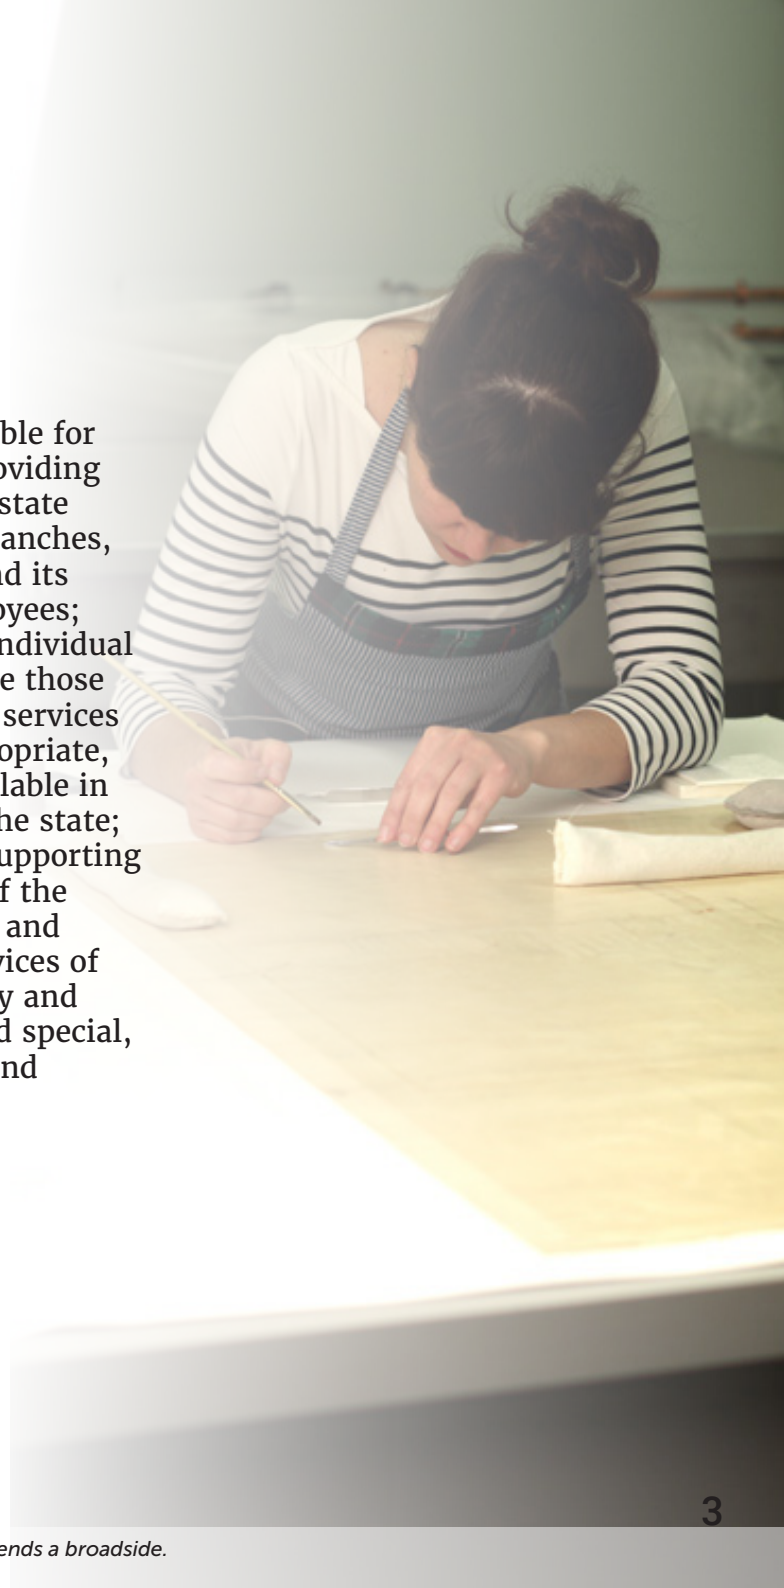 ble for
oviding
state
anches,
nd its
oyees;
ndividual
e those
services
opriate,
lable in
he state;
upporting
f the
and
vices of
y and
d special,
nd
3
ends a broadside.